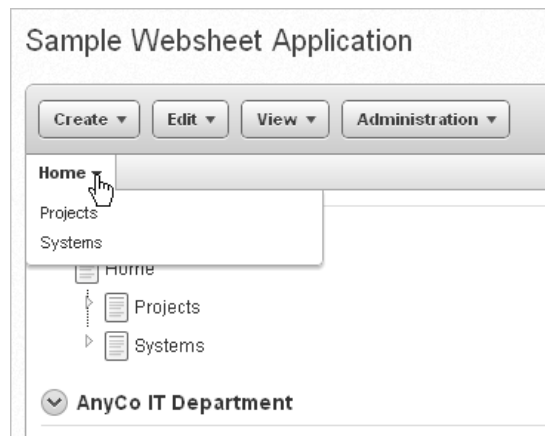 Sample Websheet Application
Create Edit View Administration
Home
Projects
Systems
Home
Projects
Systems
AnyCo IT Department